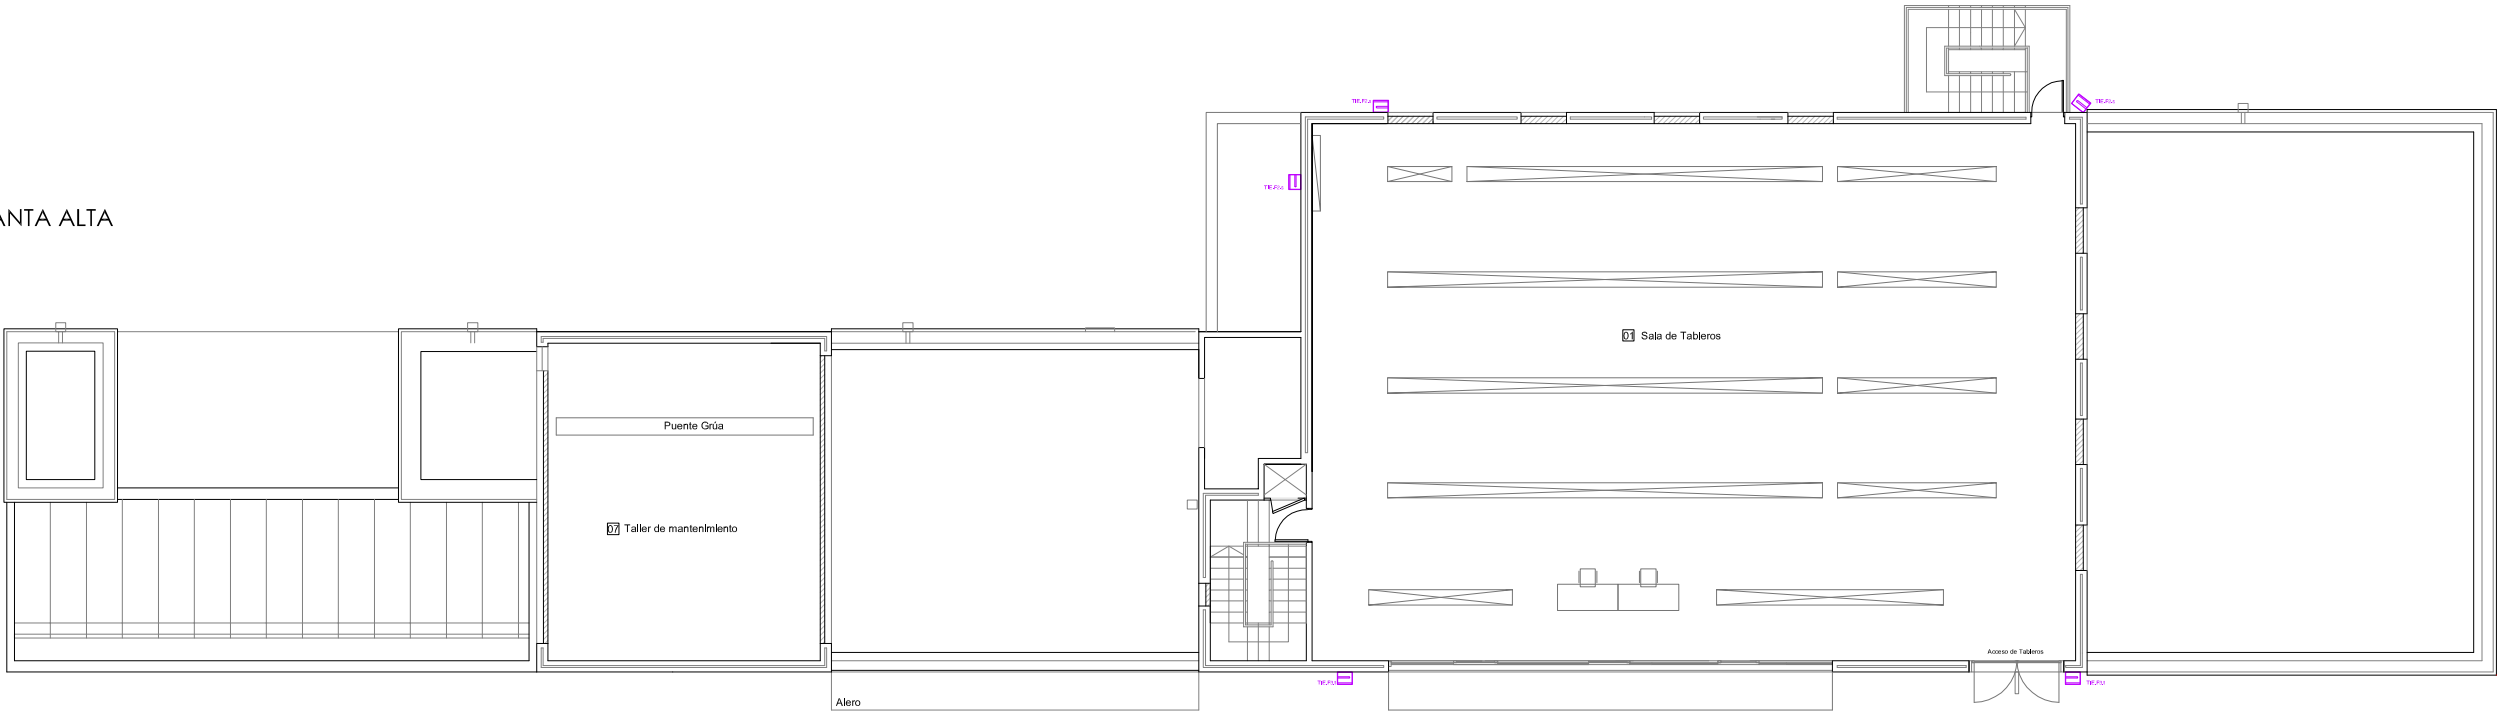 ANTA ALTA
01 Sala de Tableros
Puente Grúa
07 Taller de mantenimiento
Acceso de Tableros
Alero